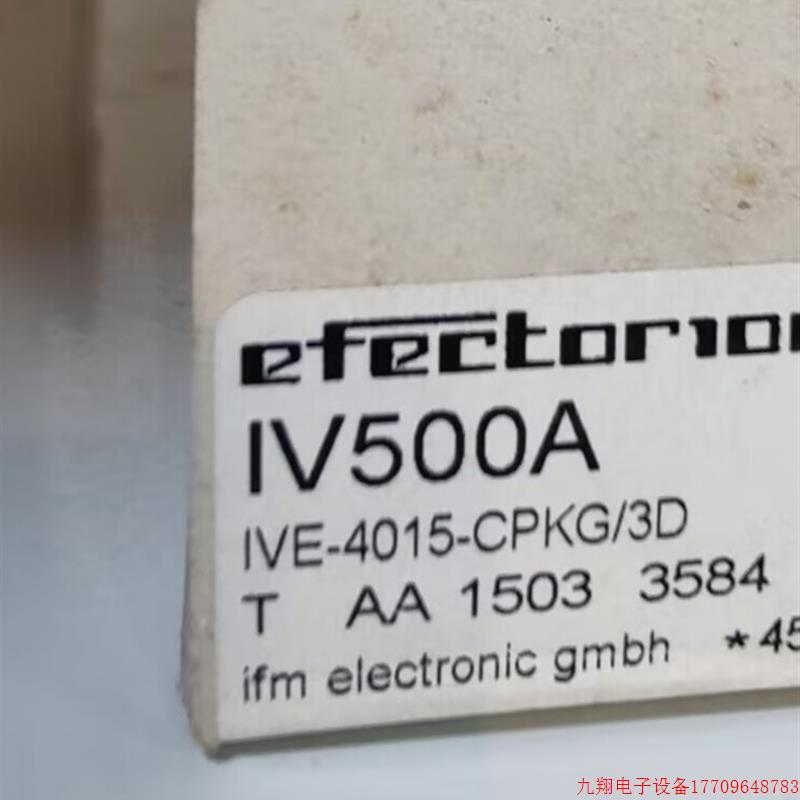 efector100
IV500A
IVE-4015-CPKG/3D
T AA 1503 3584
ifm electronic gmbh *45
九翔电子设备17709648783